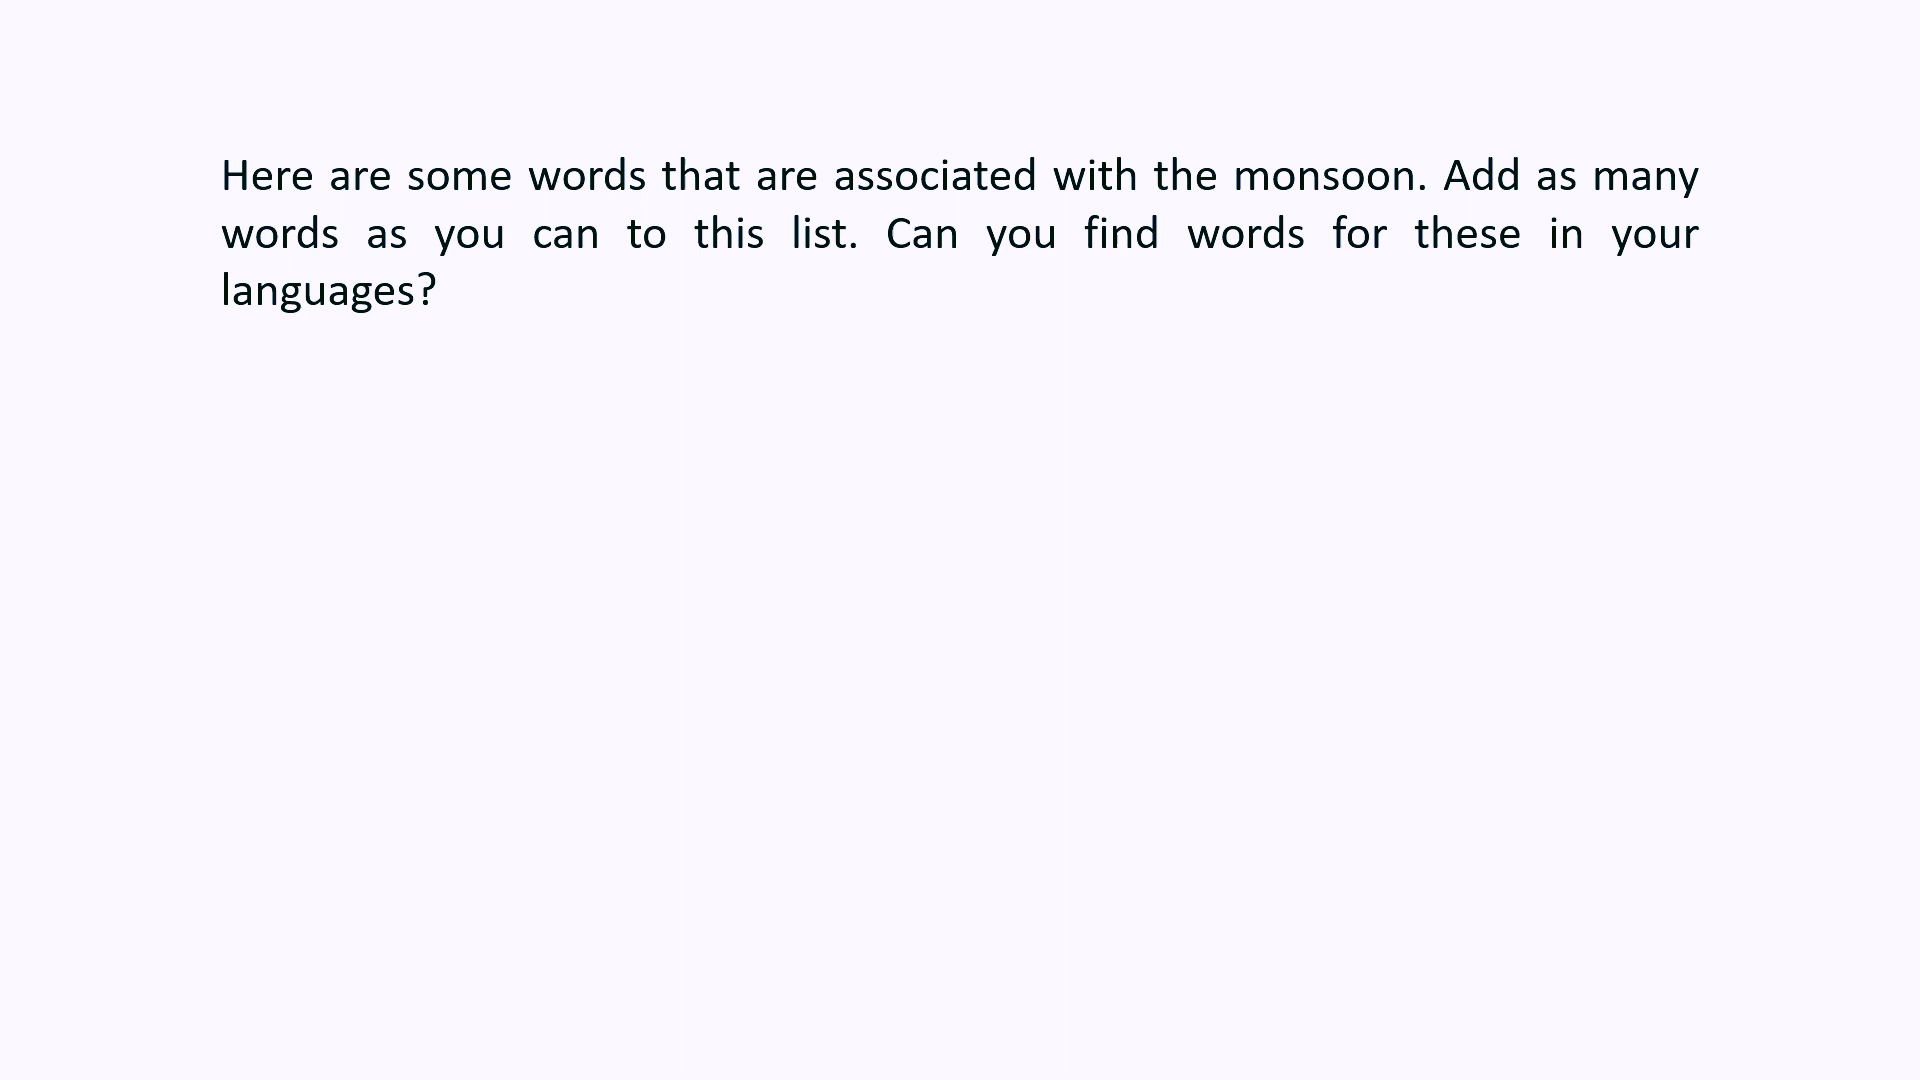 Here are some words that are associated with the monsoon. Add as many
words as you can to this list. Can you find words for these in your
languages?